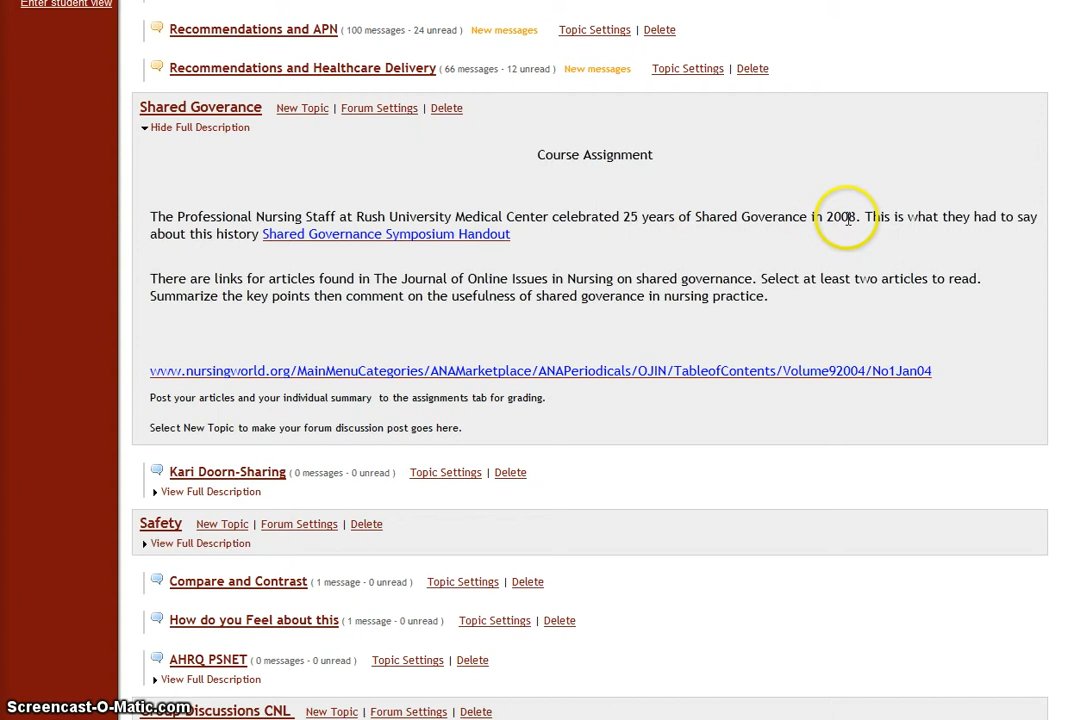 Enter student view
Recommendations and APN ( 100 messages - 24 unread ) New messages Topic Settings | Delete
Recommendations and Healthcare Delivery ( 66 messages - 12 unread ) New messages Topic Settings | Delete
Shared Goverance New Topic | Forum Settings | Delete
Hide Full Description
Course Assignment
The Professional Nursing Staff at Rush University Medical Center celebrated 25 years of Shared Goverance in 2008. This is what they had to say
about this history Shared Governance Symposium Handout
There are links for articles found in The Journal of Online Issues in Nursing on shared governance. Select at least two articles to read.
Summarize the key points then comment on the usefulness of shared goverance in nursing practice.
www.nursingworld.org/MainMenuCategories/ANAMarketplace/ANAPeriodicals/OJIN/TableofContents/Volume92004/No1Jan04
Post your articles and your individual summary to the assignments tab for grading.
Select New Topic to make your forum discussion post goes here.
Kari Doorn-Sharing ( 0 messages - 0 unread ) Topic Settings | Delete
View Full Description
Safety New Topic | Forum Settings | Delete
View Full Description
Compare and Contrast ( 1 message - 0 unread ) Topic Settings | Delete
How do you Feel about this ( 1 message - 0 unread ) Topic Settings | Delete
AHRQ PSNET ( 0 messages - 0 unread ) Topic Settings | Delete
View Full Description
Screencast-O-Matic.com
Group Discussions CNL New Topic | Forum Settings | Delete